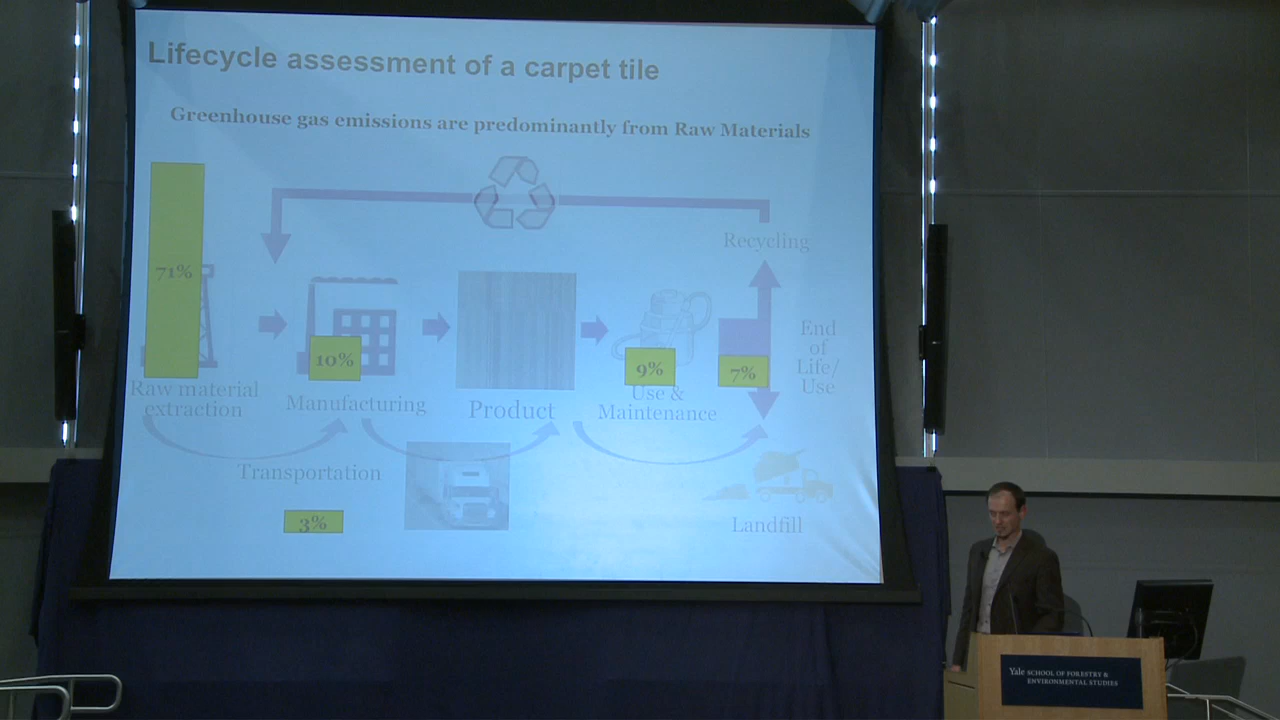 Lifecycle assessment of a carpet tile
Greenhouse gas emissions are predominantly from Raw Materials
Recycling
71%
10%
9%
7%
End
of
Life/
Use
Raw material
extraction
Manufacturing
Product
Use &
Maintenance
Transportation
3%
Landfill
Yale SCHOOL OF FORESTRY &
ENVIRONMENTAL STUDIES